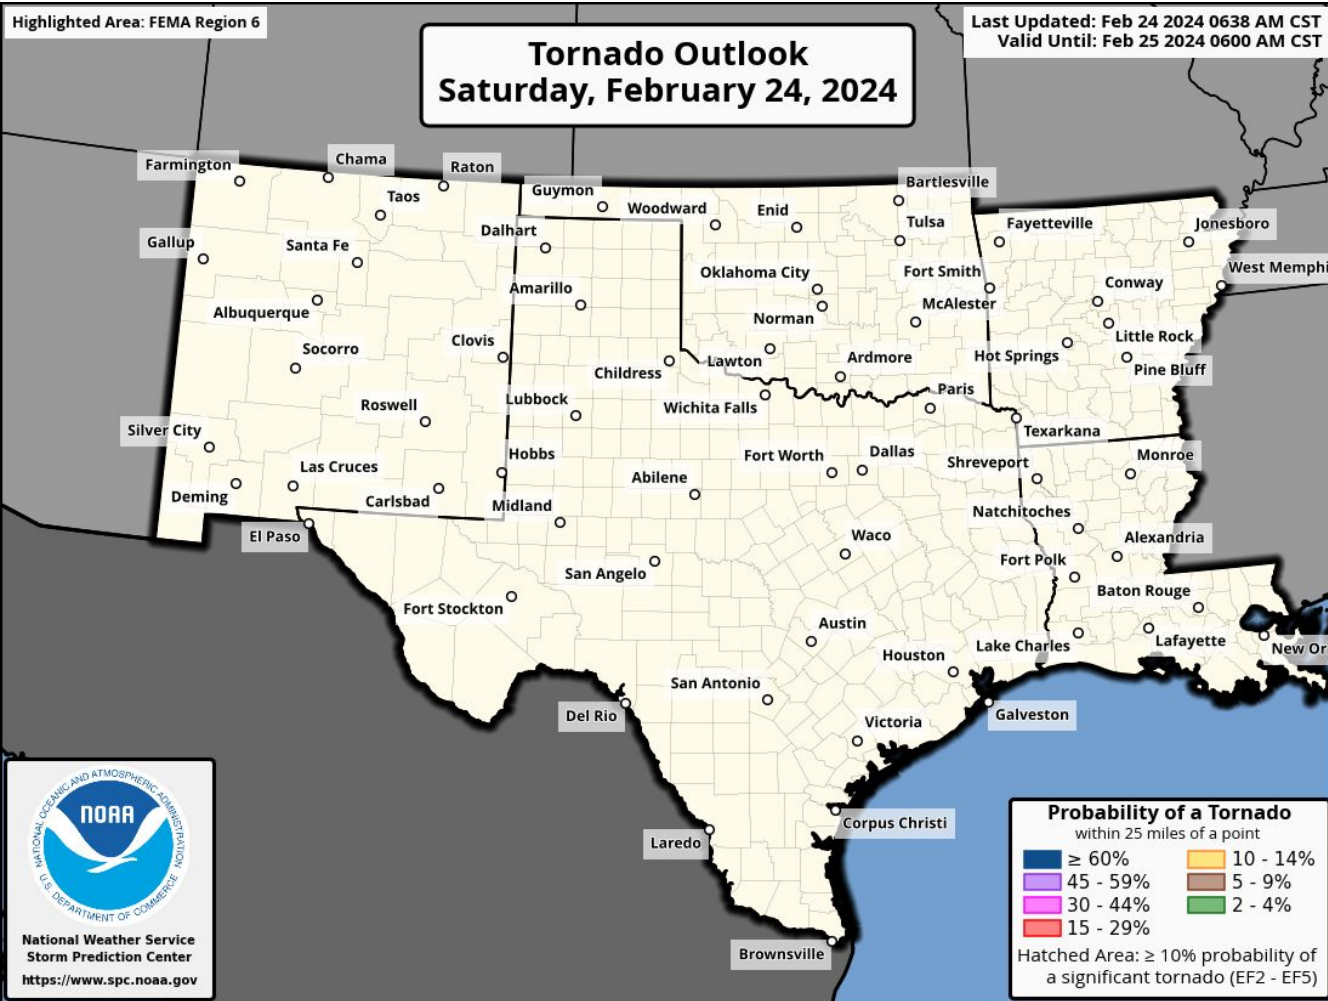 Highlighted Area: FEMA Region 6
Last Updated: Feb 24 2024 0638 AM CST
Valid Until: Feb 25 2024 0600 AM CST
Tornado Outlook
Saturday, February 24, 2024
Farmington
Chama
Raton
Taos
Guymon
Woodward
Enid
Bartlesville
Tulsa
Fayetteville
Jonesboro
Gallup
Santa Fe
Dalhart
Oklahoma City
Fort Smith
West Memphi
Amarillo
Conway
Albuquerque
Norman
McAlester
Socorro
Clovis
Little Rock
Childress
Lawton
Ardmore
Hot Springs
Pine Bluff
Roswell
Lubbock
Wichita Falls
Paris
Silver City
Texarkana
Las Cruces
Hobbs
Fort Worth
Dallas
Shreveport
Monroe
Deming
Carlsbad
Abilene
Midland
Natchitoches
El Paso
Waco
Alexandria
San Angelo
Fort Polk
Fort Stockton
Baton Rouge
Austin
Lake Charles
Lafayette
New Or
Houston
San Antonio
Del Rio
Victoria
Galveston
Corpus Christi
Laredo
Brownsville
NATIONAL OCEANIC AND ATMOSPHERIC ADMINISTRATION
NOAA
U.S. DEPARTMENT OF COMMERCE
National Weather Service
Storm Prediction Center
https://www.spc.noaa.gov
Probability of a Tornado
within 25 miles of a point
≥ 60%
45 - 59%
30 - 44%
15 - 29%
10 - 14%
5 - 9%
2 - 4%
Hatched Area: ≥ 10% probability of
a significant tornado (EF2 - EF5)